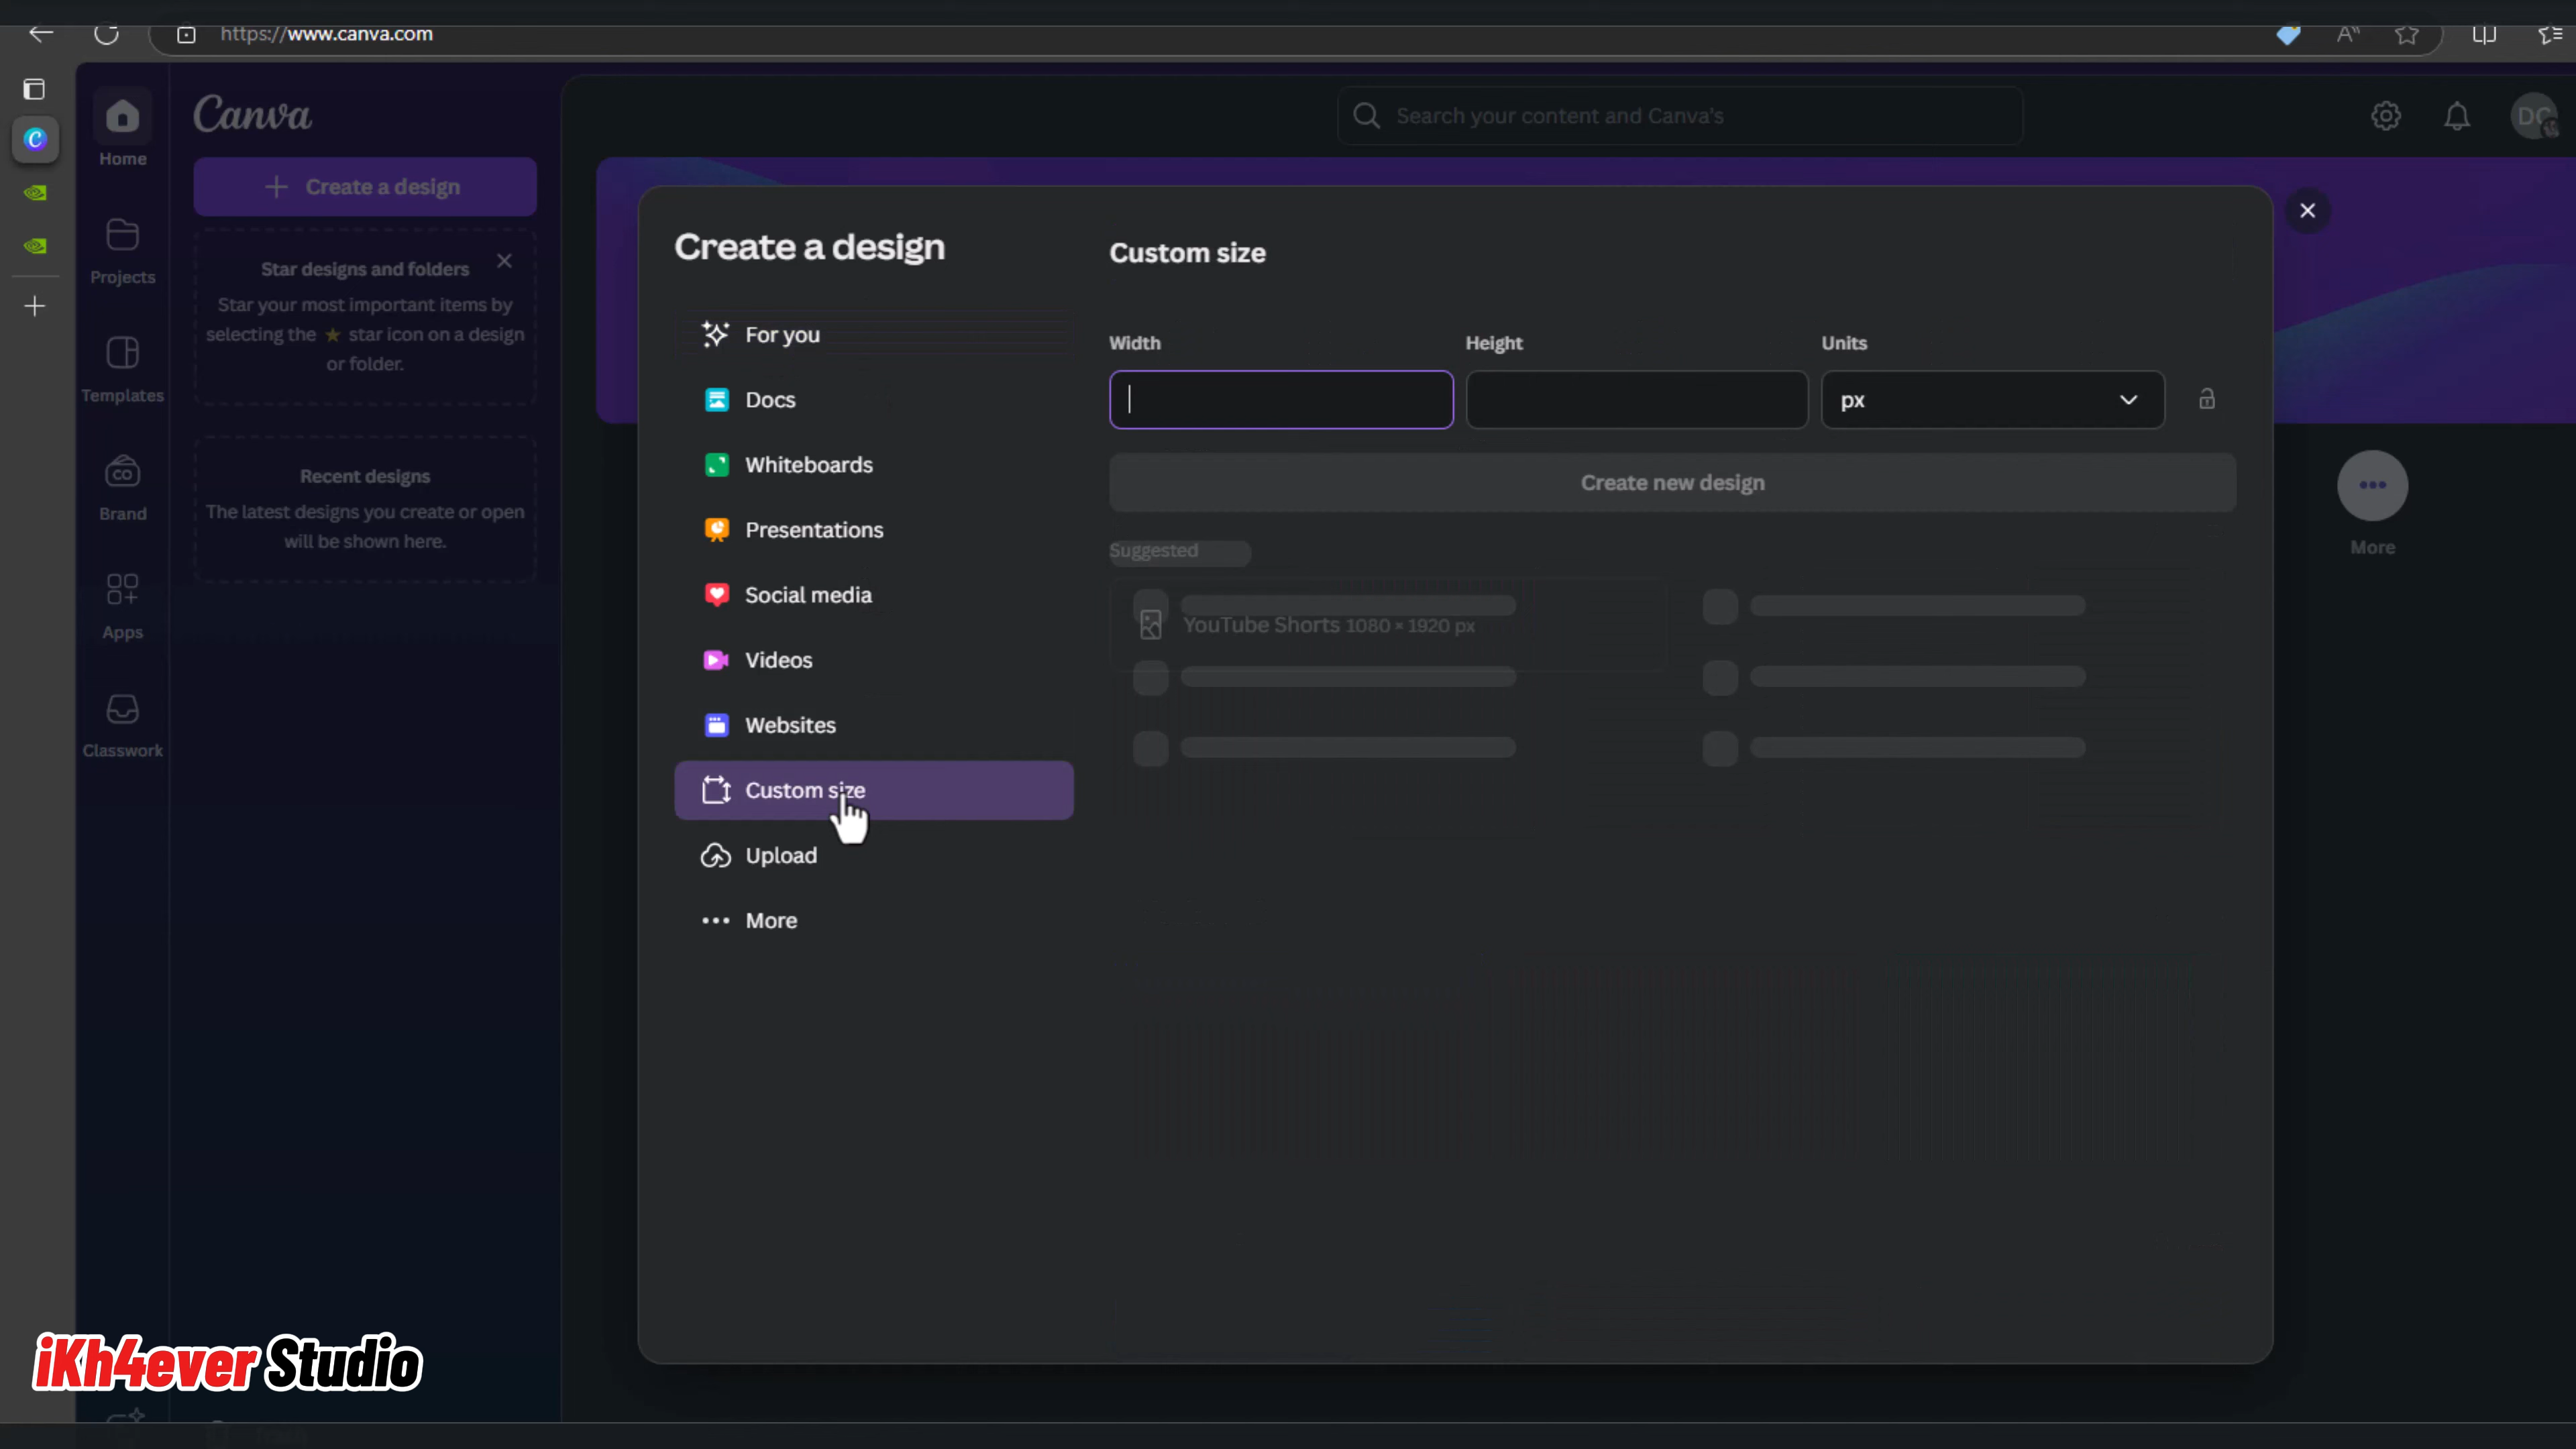 https://www.canva.com
Canva
Search your content and Canva's
DC
Home
Create a design
Projects
Star designs and folders
Star your most important items by
selecting the ★ star icon on a design
or folder.
Templates
Recent designs
The latest designs you create or open
will be shown here.
Brand
Apps
Classwork
Create a design
For you
Docs
Whiteboards
Presentations
Social media
Videos
Websites
Custom size
Upload
More
Custom size
Width
Height
Units
px
Create new design
Suggested
YouTube Shorts 1080 × 1920 px
More
iKh4ever Studio